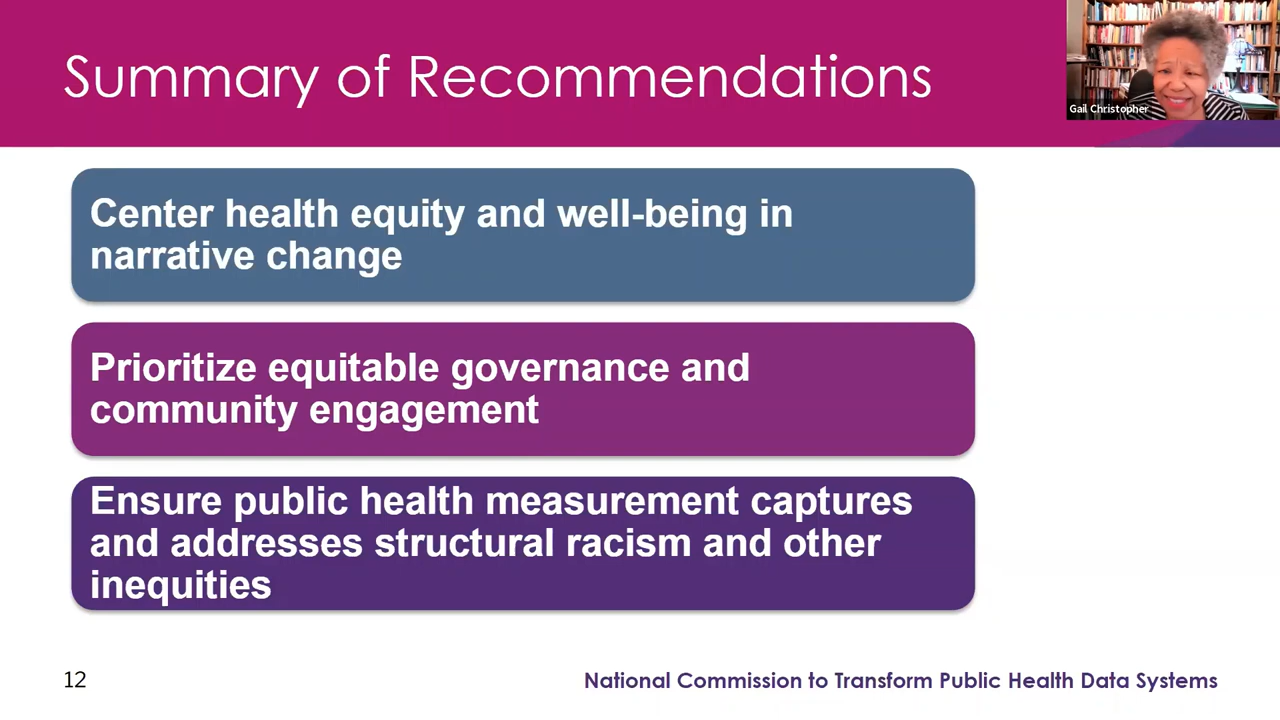 Summary of Recommendations
Gail Christopher
Center health equity and well-being in
narrative change
Prioritize equitable governance and
community engagement
Ensure public health measurement captures
and addresses structural racism and other
inequities
12
National Commission to Transform Public Health Data Systems